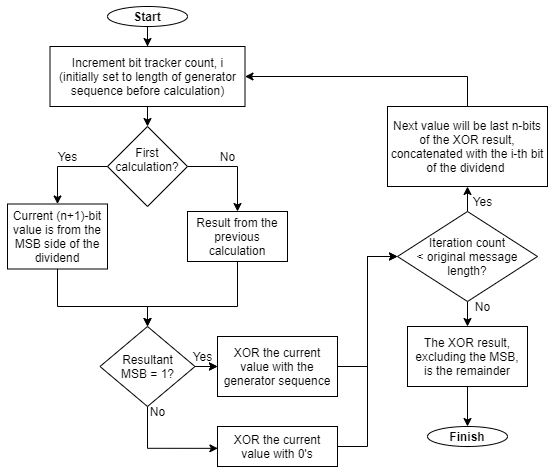 Start
Increment bit tracker count, i
(initially set to length of generator
sequence before calculation)
First
calculation?
Yes
No
Current (n+1)-bit
value is from the
MSB side of the
dividend
Result from the
previous
calculation
Resultant
MSB = 1?
Yes
No
XOR the current
value with the
generator sequence
XOR the current
value with 0's
Iteration count
< original message
length?
Yes
No
Next value will be last n-bits
of the XOR result,
concatenated with the i-th bit
of the dividend
The XOR result,
excluding the MSB,
is the remainder
Finish